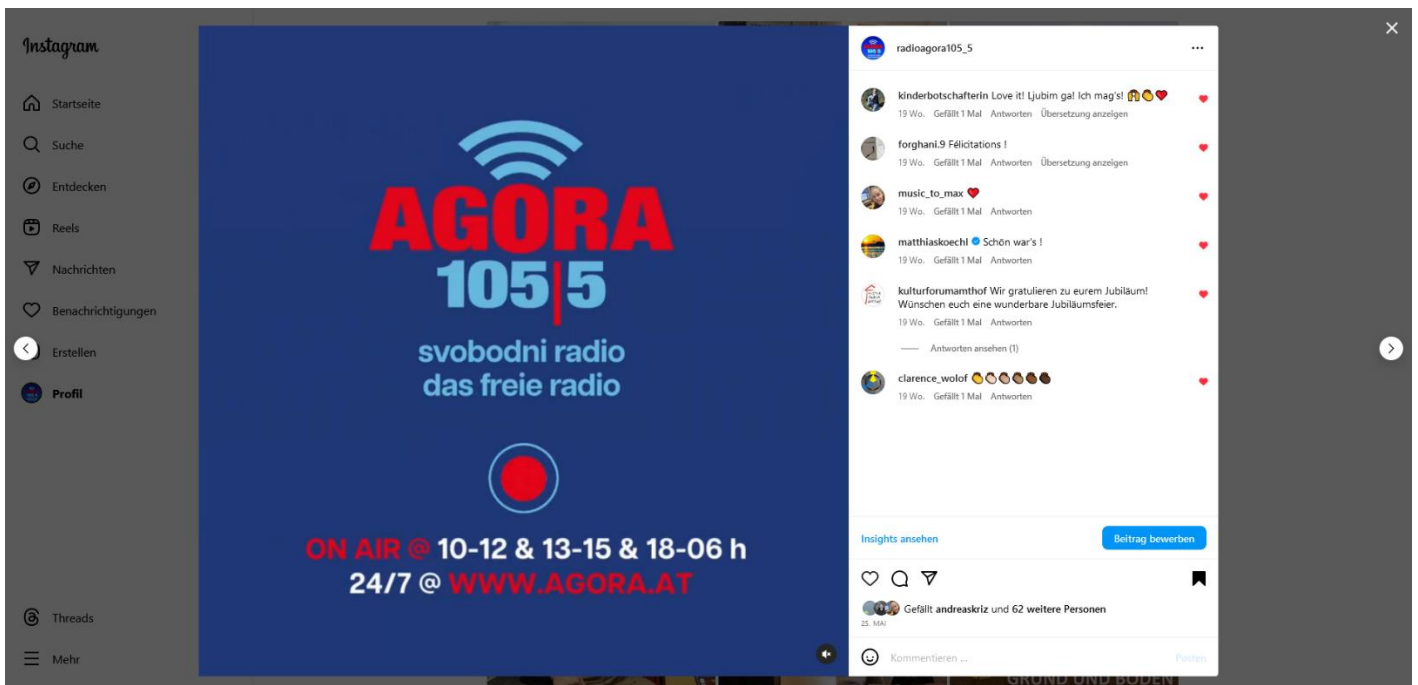 Instagram
Startseite
Suche
Entdecken
Reels
Nachrichten
Benachrichtigungen
Erstellen
Profil
Threads
Mehr
AGORA
105|5
svobodni radio
das freie radio
ON AIR @ 10-12 & 13-15 & 18-06 h
24/7 @ WWW.AGORA.AT
radioagora105_5
kinderbotschafterin Love it! Ljubim ga! Ich mag's!
19 Wo. Gefällt 1 Mal Antworten Übersetzung anzeigen
forghani.9 Félicitations !
19 Wo. Gefällt 1 Mal Antworten Übersetzung anzeigen
music_to_max
19 Wo. Gefällt 1 Mal Antworten
matthiaskoechl Schön war's !
19 Wo. Gefällt 1 Mal Antworten
kulturforumamthof Wir gratulieren zu eurem Jubiläum!
Wünschen euch eine wunderbare Jubiläumsfeier.
19 Wo. Gefällt 1 Mal Antworten
Antworten ansehen (1)
clarence_wolof
19 Wo. Gefällt 1 Mal Antworten
Insights ansehen
Beitrag bewerben
Gefällt andreaskriz und 62 weitere Personen
25. MAI
Kommentieren ...
Posten
GRUND UND BODEN